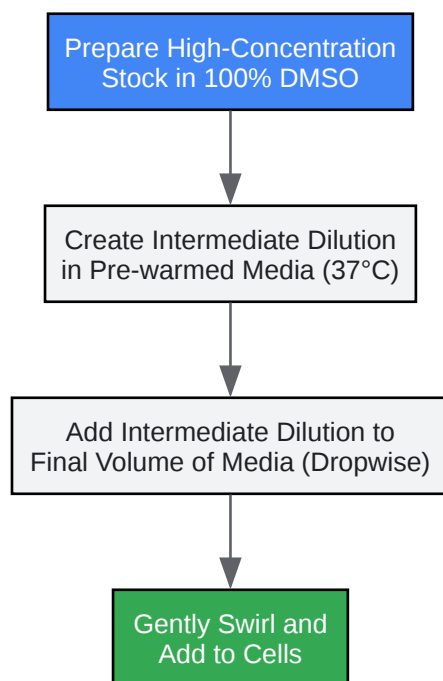 Prepare High-Concentration
Stock in 100% DMSO
Create Intermediate Dilution
in Pre-warmed Media (37°C)
Add Intermediate Dilution to
Final Volume of Media (Dropwise)
Gently Swirl and
Add to Cells